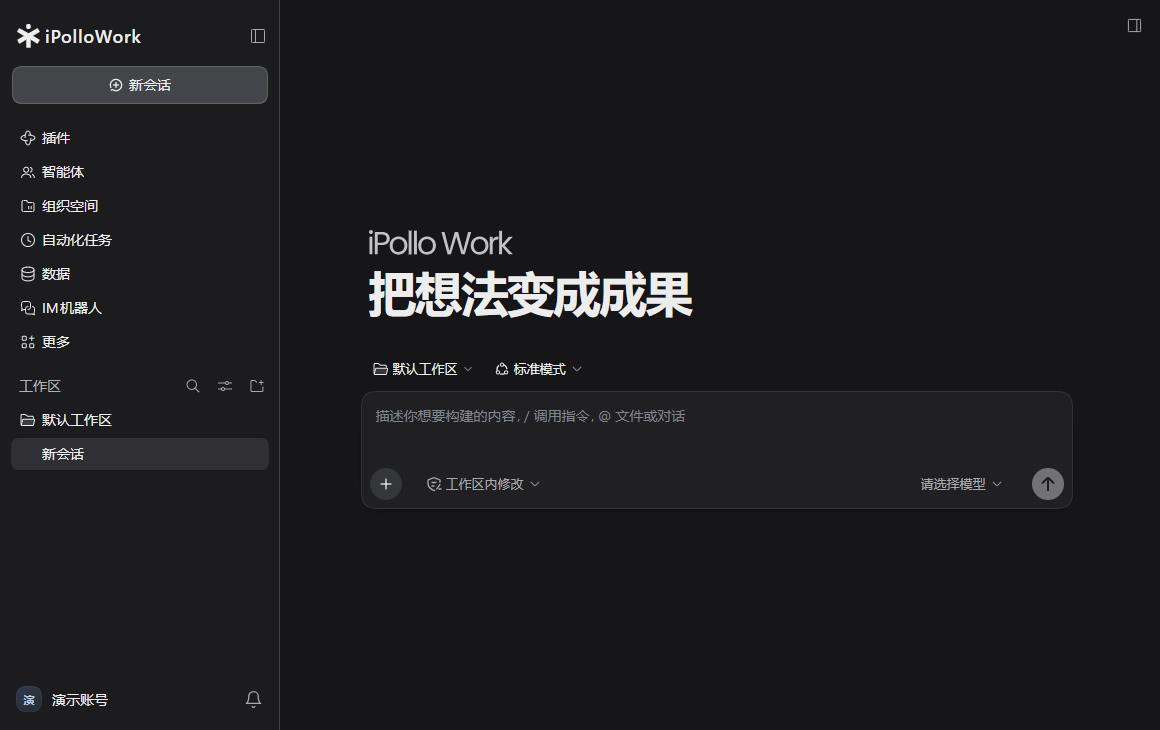 iPolloWork
新会话
插件
智能体
组织空间
自动化任务
数据
IM机器人
更多
工作区
默认工作区
新会话
演 演示账号
iPollo Work
把想法变成成果
默认工作区 标准模式
描述你想要构建的内容, / 调用指令, @ 文件或对话
工作区内修改 请选择模型